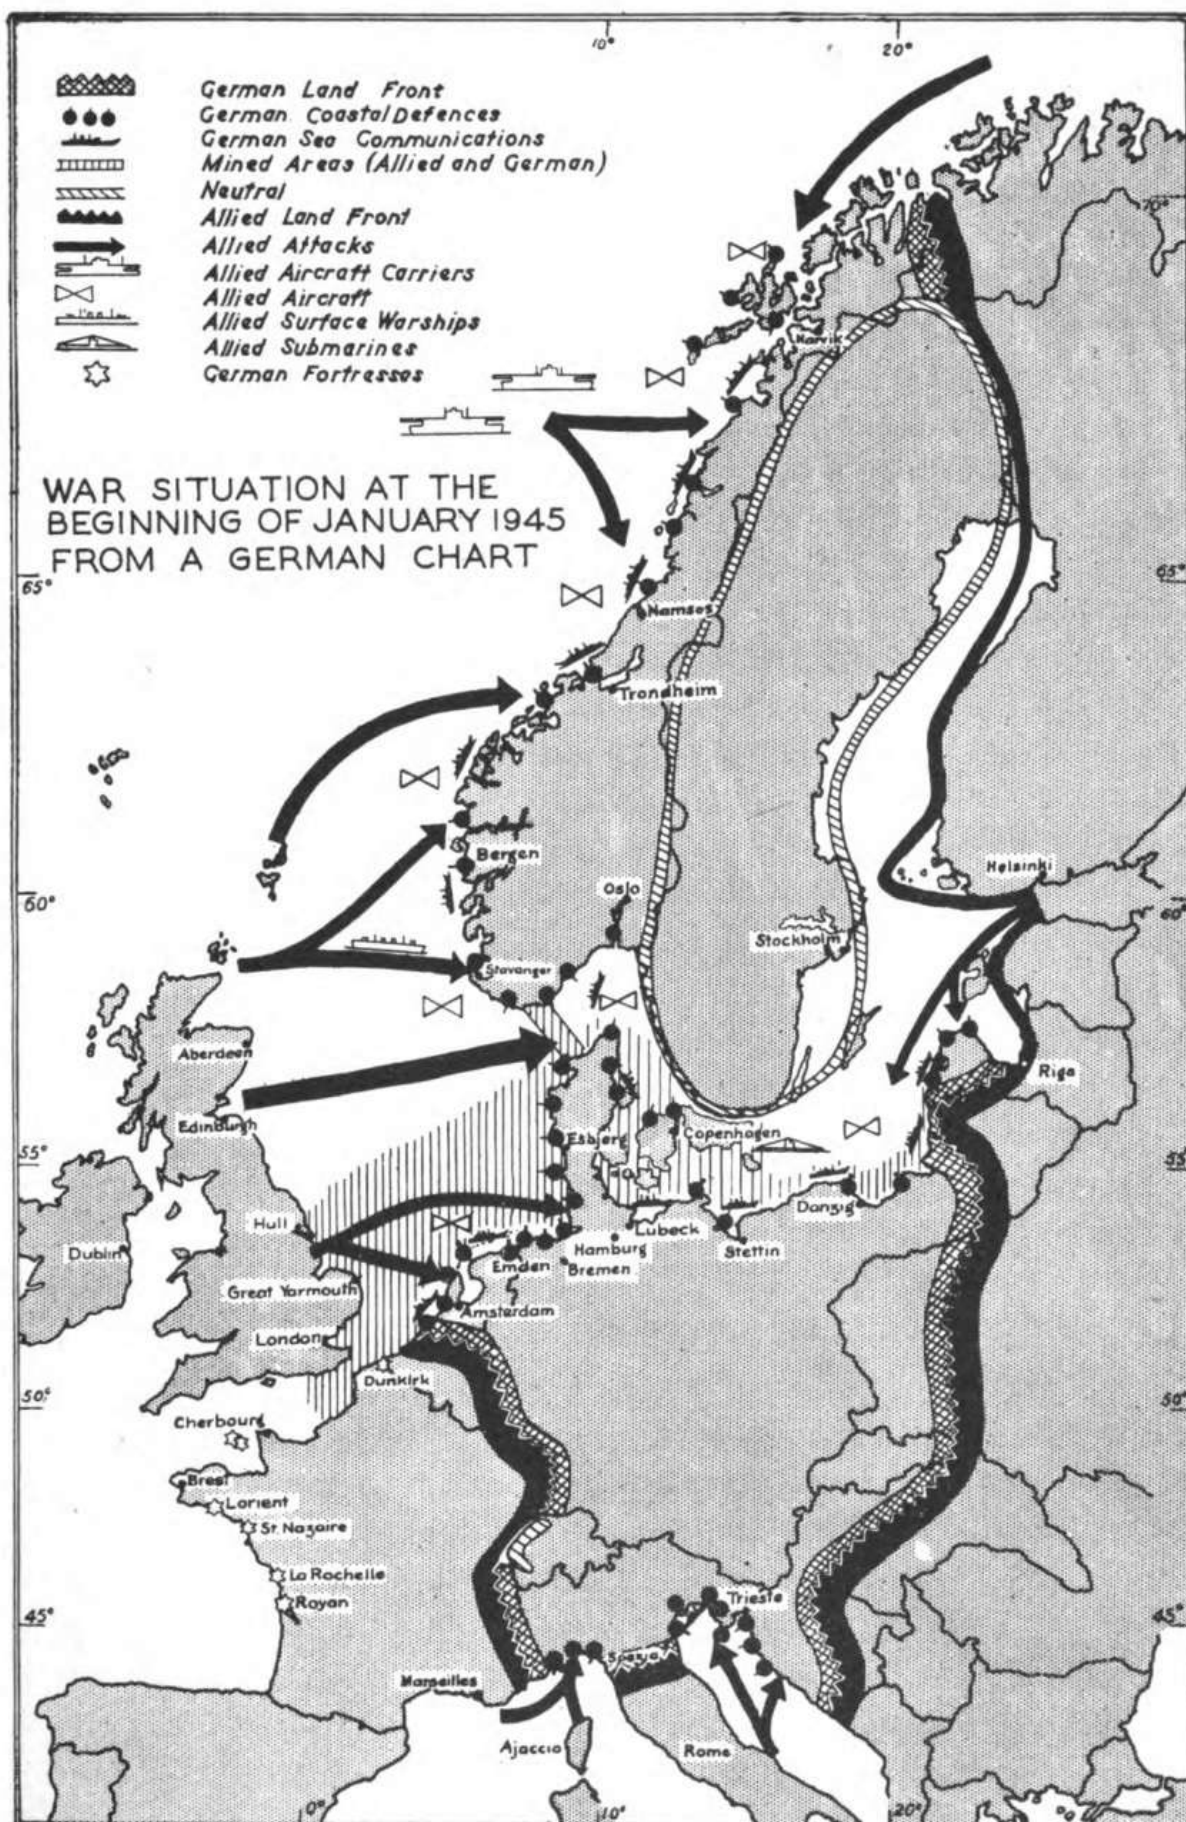 10°
20°
German Land Front
German Coastal Defences
German Sea Communications
Mined Areas (Allied and German)
Neutral
Allied Land Front
Allied Attacks
Allied Aircraft Carriers
Allied Aircraft
Allied Surface Warships
Allied Submarines
German Fortresses
70°
Narvik
WAR SITUATION AT THE
BEGINNING OF JANUARY 1945
FROM A GERMAN CHART
65°
65°
Namsos
Trondheim
Bergen
Helsinki
Oslo
60°
60°
Stockholm
Stavanger
Aberdeen
Riga
Edinburgh
Esbjerg
Copenhagen
55°
55°
Danzig
Hull
Lübeck
Dublin
Emden
Hamburg
Stettin
Bremen
Great Yarmouth
Amsterdam
London
Dunkirk
50°
50°
Cherbourg
Brest
Lorient
St. Nazaire
La Rochelle
Royan
Trieste
45°
45°
Spezia
Marseilles
Ajaccio
Rome
0°
10°
20°